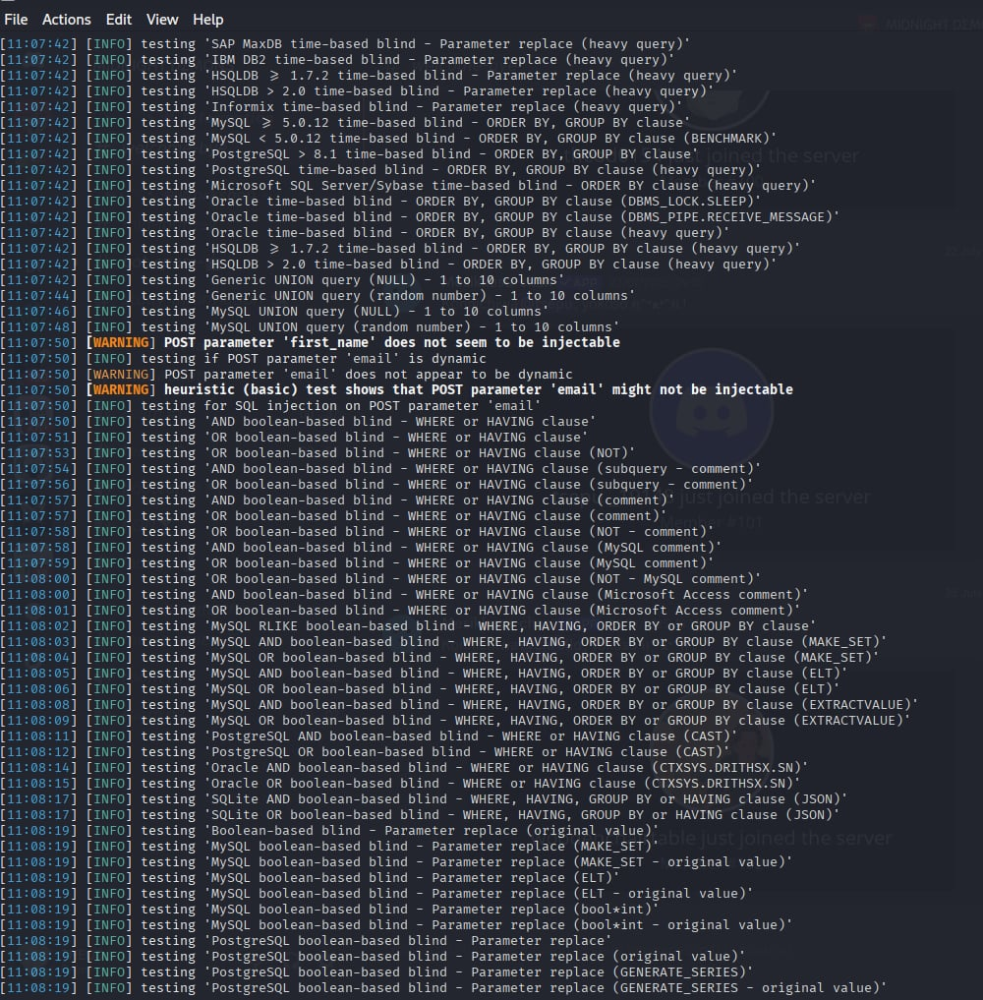 File Actions Edit View Help
MIDNIGHT DEM
[11:07:42] [INFO] testing 'SAP MaxDB time-based blind - Parameter replace (heavy query)'
[11:07:42] [INFO] testing 'IBM DB2 time-based blind - Parameter replace (heavy query)'
[11:07:42] [INFO] testing 'HSQLDB ≥ 1.7.2 time-based blind - Parameter replace (heavy query)'
[11:07:42] [INFO] testing 'HSQLDB > 2.0 time-based blind - Parameter replace (heavy query)'
[11:07:42] [INFO] testing 'Informix time-based blind - Parameter replace (heavy query)'
[11:07:42] [INFO] testing 'MySQL ≥ 5.0.12 time-based blind - ORDER BY, GROUP BY clause'
[11:07:42] [INFO] testing 'MySQL < 5.0.12 time-based blind - ORDER BY, GROUP BY clause (BENCHMARK)'
[11:07:42] [INFO] testing 'PostgreSQL > 8.1 time-based blind - ORDER BY, GROUP BY clause'
just joined the server
[11:07:42] [INFO] testing 'PostgreSQL time-based blind - ORDER BY, GROUP BY clause (heavy query)'
[11:07:42] [INFO] testing 'Microsoft SQL Server/Sybase time-based blind - ORDER BY clause (heavy query)'
[11:07:42] [INFO] testing 'Oracle time-based blind - ORDER BY, GROUP BY clause (DBMS_LOCK.SLEEP)'
[11:07:42] [INFO] testing 'Oracle time-based blind - ORDER BY, GROUP BY clause (DBMS_PIPE.RECEIVE_MESSAGE)'
[11:07:42] [INFO] testing 'Oracle time-based blind - ORDER BY, GROUP BY clause (heavy query)'
[11:07:42] [INFO] testing 'HSQLDB ≥ 1.7.2 time-based blind - ORDER BY, GROUP BY clause (heavy query)'
[11:07:42] [INFO] testing 'HSQLDB > 2.0 time-based blind - ORDER BY, GROUP BY clause (heavy query)'
[11:07:42] [INFO] testing 'Generic UNION query (NULL) - 1 to 10 columns'
[11:07:44] [INFO] testing 'Generic UNION query (random number) - 1 to 10 columns'
[11:07:46] [INFO] testing 'MySQL UNION query (NULL) - 1 to 10 columns'
[11:07:48] [INFO] testing 'MySQL UNION query (random number) - 1 to 10 columns'
[11:07:50] [WARNING] POST parameter 'first_name' does not seem to be injectable
[11:07:50] [INFO] testing if POST parameter 'email' is dynamic
[11:07:50] [WARNING] POST parameter 'email' does not appear to be dynamic
[11:07:50] [WARNING] heuristic (basic) test shows that POST parameter 'email' might not be injectable
[11:07:50] [INFO] testing for SQL injection on POST parameter 'email'
[11:07:50] [INFO] testing 'AND boolean-based blind - WHERE or HAVING clause'
[11:07:51] [INFO] testing 'OR boolean-based blind - WHERE or HAVING clause'
[11:07:53] [INFO] testing 'OR boolean-based blind - WHERE or HAVING clause (NOT)'
[11:07:54] [INFO] testing 'AND boolean-based blind - WHERE or HAVING clause (subquery - comment)'
[11:07:56] [INFO] testing 'OR boolean-based blind - WHERE or HAVING clause (subquery - comment)'
just joined the server
[11:07:57] [INFO] testing 'AND boolean-based blind - WHERE or HAVING clause (comment)'
[11:07:57] [INFO] testing 'OR boolean-based blind - WHERE or HAVING clause (comment)'
Member #101
[11:07:58] [INFO] testing 'OR boolean-based blind - WHERE or HAVING clause (NOT - comment)'
[11:07:58] [INFO] testing 'AND boolean-based blind - WHERE or HAVING clause (MySQL comment)'
[11:07:59] [INFO] testing 'OR boolean-based blind - WHERE or HAVING clause (MySQL comment)'
[11:08:00] [INFO] testing 'OR boolean-based blind - WHERE or HAVING clause (NOT - MySQL comment)'
[11:08:00] [INFO] testing 'AND boolean-based blind - WHERE or HAVING clause (Microsoft Access comment)'
[11:08:01] [INFO] testing 'OR boolean-based blind - WHERE or HAVING clause (Microsoft Access comment)'
[11:08:02] [INFO] testing 'MySQL RLIKE boolean-based blind - WHERE, HAVING, ORDER BY or GROUP BY clause'
[11:08:03] [INFO] testing 'MySQL AND boolean-based blind - WHERE, HAVING, ORDER BY or GROUP BY clause (MAKE_SET)'
[11:08:04] [INFO] testing 'MySQL OR boolean-based blind - WHERE, HAVING, ORDER BY or GROUP BY clause (MAKE_SET)'
[11:08:05] [INFO] testing 'MySQL AND boolean-based blind - WHERE, HAVING, ORDER BY or GROUP BY clause (ELT)'
[11:08:06] [INFO] testing 'MySQL OR boolean-based blind - WHERE, HAVING, ORDER BY or GROUP BY clause (ELT)'
[11:08:08] [INFO] testing 'MySQL AND boolean-based blind - WHERE, HAVING, ORDER BY or GROUP BY clause (EXTRACTVALUE)'
[11:08:09] [INFO] testing 'MySQL OR boolean-based blind - WHERE, HAVING, ORDER BY or GROUP BY clause (EXTRACTVALUE)'
[11:08:11] [INFO] testing 'PostgreSQL AND boolean-based blind - WHERE or HAVING clause (CAST)'
[11:08:12] [INFO] testing 'PostgreSQL OR boolean-based blind - WHERE or HAVING clause (CAST)'
[11:08:14] [INFO] testing 'Oracle AND boolean-based blind - WHERE or HAVING clause (CTXSYS.DRITHSX.SN)'
[11:08:15] [INFO] testing 'Oracle OR boolean-based blind - WHERE or HAVING clause (CTXSYS.DRITHSX.SN)'
[11:08:17] [INFO] testing 'SQLite AND boolean-based blind - WHERE, HAVING, GROUP BY or HAVING clause (JSON)'
[11:08:17] [INFO] testing 'SQLite OR boolean-based blind - WHERE, HAVING, GROUP BY or HAVING clause (JSON)'
[11:08:19] [INFO] testing 'Boolean-based blind - Parameter replace (original value)'
just joined the server
[11:08:19] [INFO] testing 'MySQL boolean-based blind - Parameter replace (MAKE_SET)'
[11:08:19] [INFO] testing 'MySQL boolean-based blind - Parameter replace (MAKE_SET - original value)'
[11:08:19] [INFO] testing 'MySQL boolean-based blind - Parameter replace (ELT)'
[11:08:19] [INFO] testing 'MySQL boolean-based blind - Parameter replace (ELT - original value)'
[11:08:19] [INFO] testing 'MySQL boolean-based blind - Parameter replace (bool*int)'
[11:08:19] [INFO] testing 'MySQL boolean-based blind - Parameter replace (bool*int - original value)'
[11:08:19] [INFO] testing 'PostgreSQL boolean-based blind - Parameter replace'
[11:08:19] [INFO] testing 'PostgreSQL boolean-based blind - Parameter replace (original value)'
[11:08:19] [INFO] testing 'PostgreSQL boolean-based blind - Parameter replace (GENERATE_SERIES)'
[11:08:19] [INFO] testing 'PostgreSQL boolean-based blind - Parameter replace (GENERATE_SERIES - original value)'